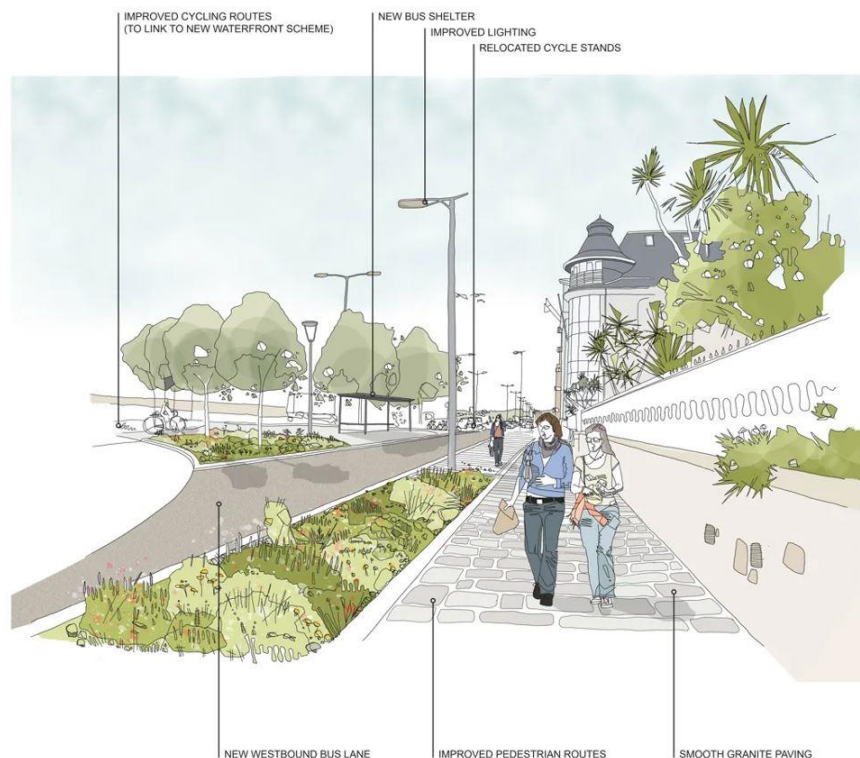 IMPROVED CYCLING ROUTES
(TO LINK TO NEW WATERFRONT SCHEME)
NEW BUS SHELTER
IMPROVED LIGHTING
RELOCATED CYCLE STANDS
NEW WESTBOUND BUS LANE
IMPROVED PEDESTRIAN ROUTES
SMOOTH GRANITE PAVING